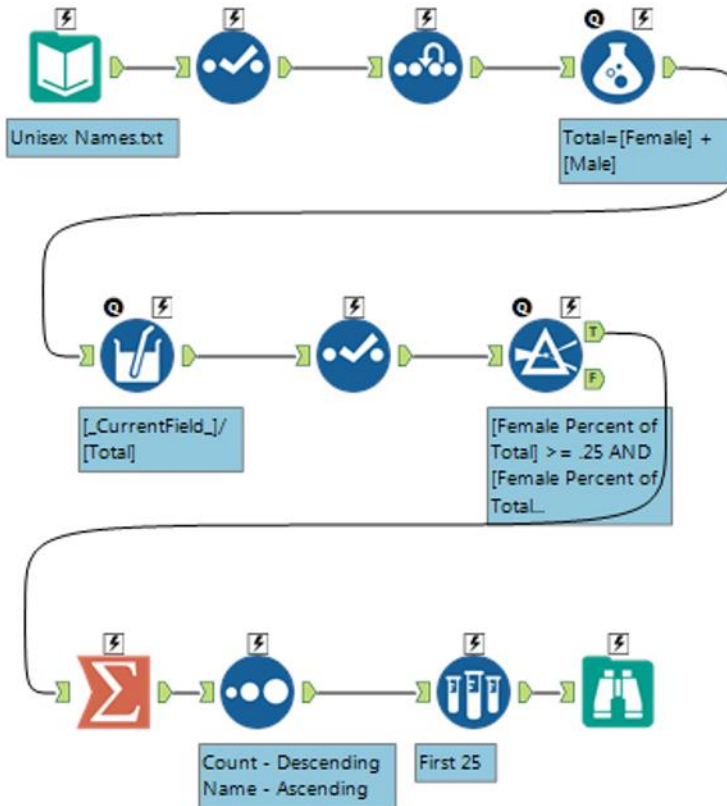 Q
Unisex Names.txt
Total=[Female] +
[Male]
Q
Q
T
F
[_CurrentField_]/
[Total]
[Female Percent of
Total] >= .25 AND
[Female Percent of
Total...
Σ
Count - Descending
Name - Ascending
First 25